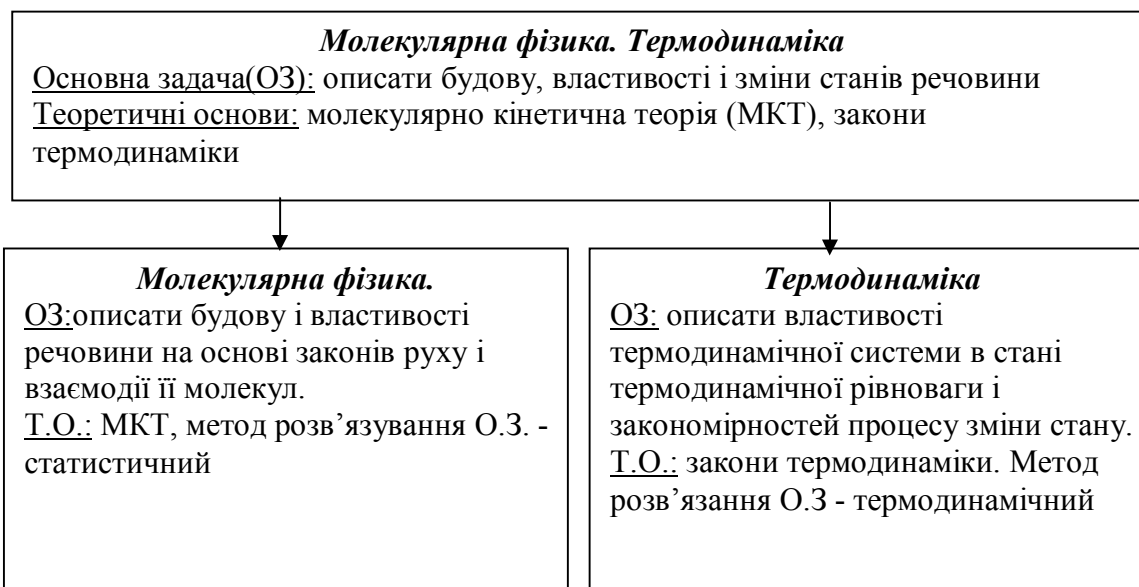 Молекулярна фізика. Термодинаміка
Основна задача(ОЗ): описати будову, властивості і зміни станів речовини
Теоретичні основи: молекулярно кінетична теорія (МКТ), закони
термодинаміки
Молекулярна фізика.
ОЗ:описати будову і властивості
речовини на основі законів руху і
взаємодії її молекул.
Т.О.: МКТ, метод розв’язування О.З. -
статистичний
Термодинаміка
ОЗ: описати властивості
термодинамічної системи в стані
термодинамічної рівноваги і
закономірностей процесу зміни стану.
Т.О.: закони термодинаміки. Метод
розв’язання О.З - термодинамічний